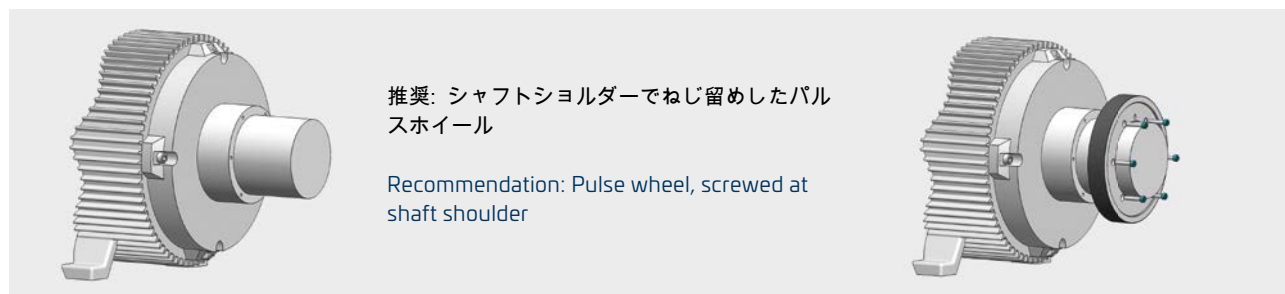 推奨: シャフトショルダーでねじ留めしたパル
スホイール
Recommendation: Pulse wheel, screwed at
shaft shoulder